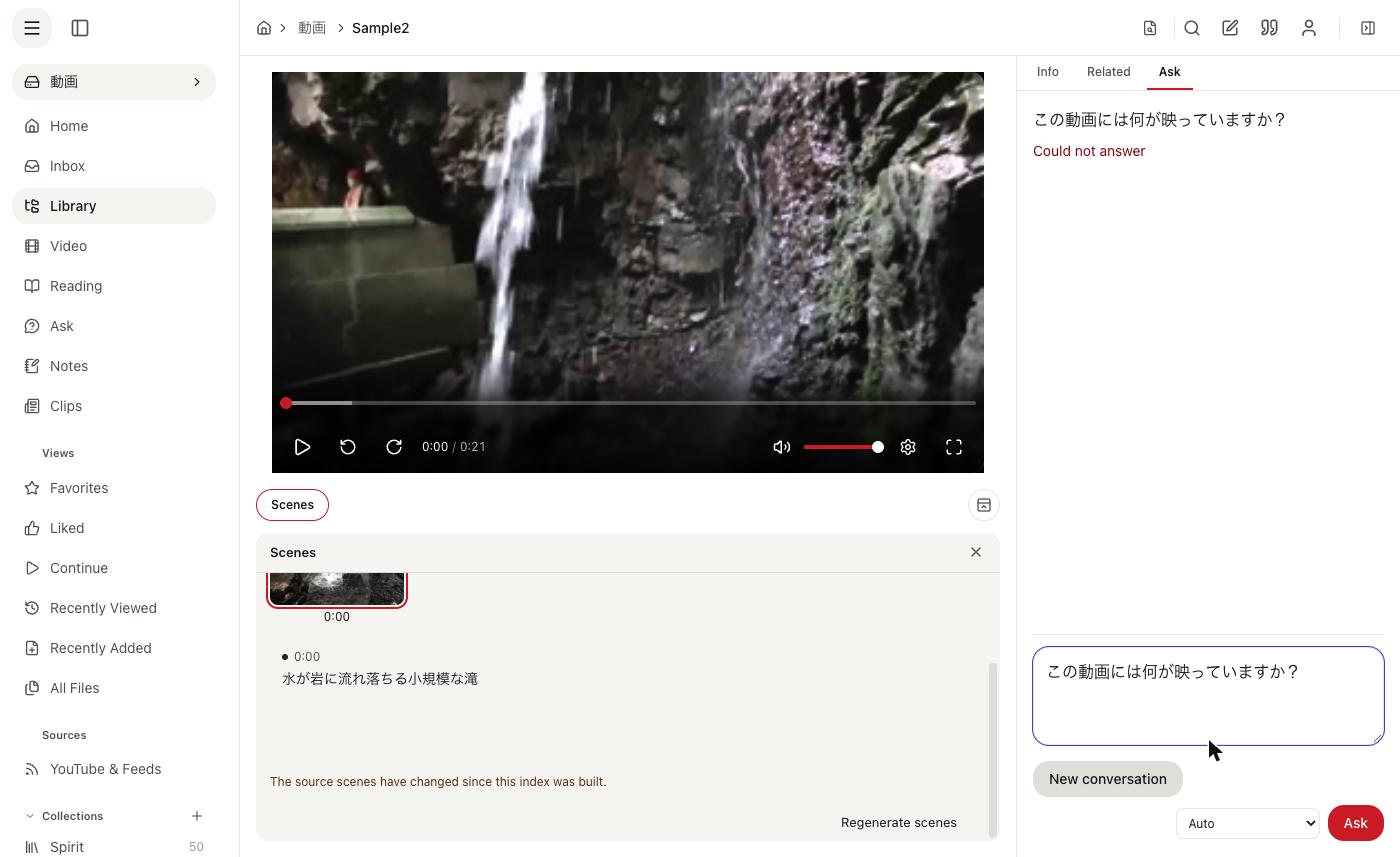 動画
Home
Inbox
Library
Video
Reading
Ask
Notes
Clips
Views
Favorites
Liked
Continue
Recently Viewed
Recently Added
All Files
Sources
YouTube & Feeds
Collections
Spirit 50
動画 Sample2
0:00 / 0:21
Scenes
Scenes
0:00
0:00
水が岩に流れ落ちる小規模な滝
The source scenes have changed since this index was built.
Regenerate scenes
Info Related Ask
この動画には何が映っていますか？
Could not answer
この動画には何が映っていますか？
New conversation
Auto
Ask